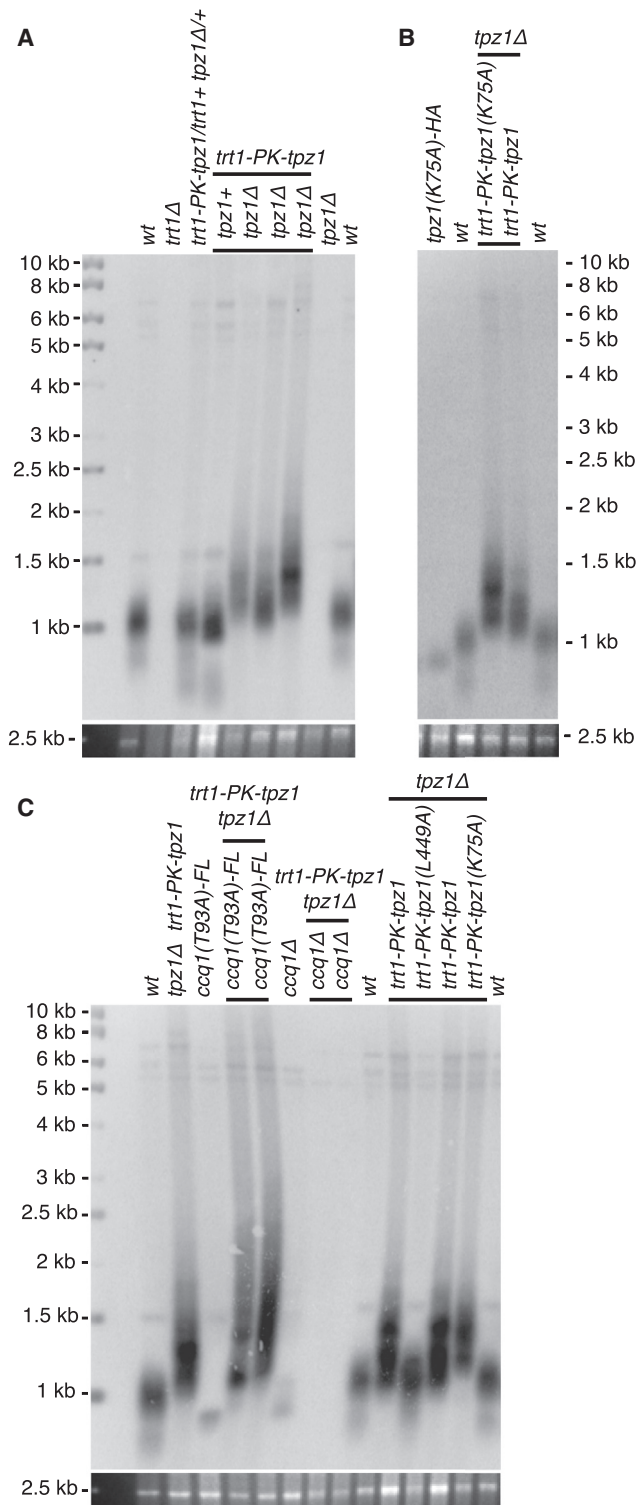 A
wt
trt1Δ
trt1-PK-tpz1/trt1+ tpz1Δ/+
trt1-PK-tpz1
tpz1+
tpz1Δ
tpz1Δ
tpz1Δ
tpz1Δ
wt
10 kb
8 kb
6 kb
5 kb
4 kb
3 kb
2.5 kb
2 kb
1.5 kb
1 kb
2.5 kb
B
tpz1Δ
tpz1(K75A)-HA
wt
trt1-PK-tpz1(K75A)
trt1-PK-tpz1
wt
10 kb
8 kb
6 kb
5 kb
4 kb
3 kb
2.5 kb
2 kb
1.5 kb
1 kb
2.5 kb
C
wt
tpz1Δ trt1-PK-tpz1
ccq1(T93A)-FL
trt1-PK-tpz1
tpz1Δ
ccq1(T93A)-FL
ccq1(T93A)-FL
ccq1Δ
trt1-PK-tpz1
tpz1Δ
ccq1Δ
ccq1Δ
wt
tpz1Δ
trt1-PK-tpz1
trt1-PK-tpz1(L449A)
trt1-PK-tpz1
trt1-PK-tpz1(K75A)
wt
10 kb
8 kb
6 kb
5 kb
4 kb
3 kb
2.5 kb
2 kb
1.5 kb
1 kb
2.5 kb